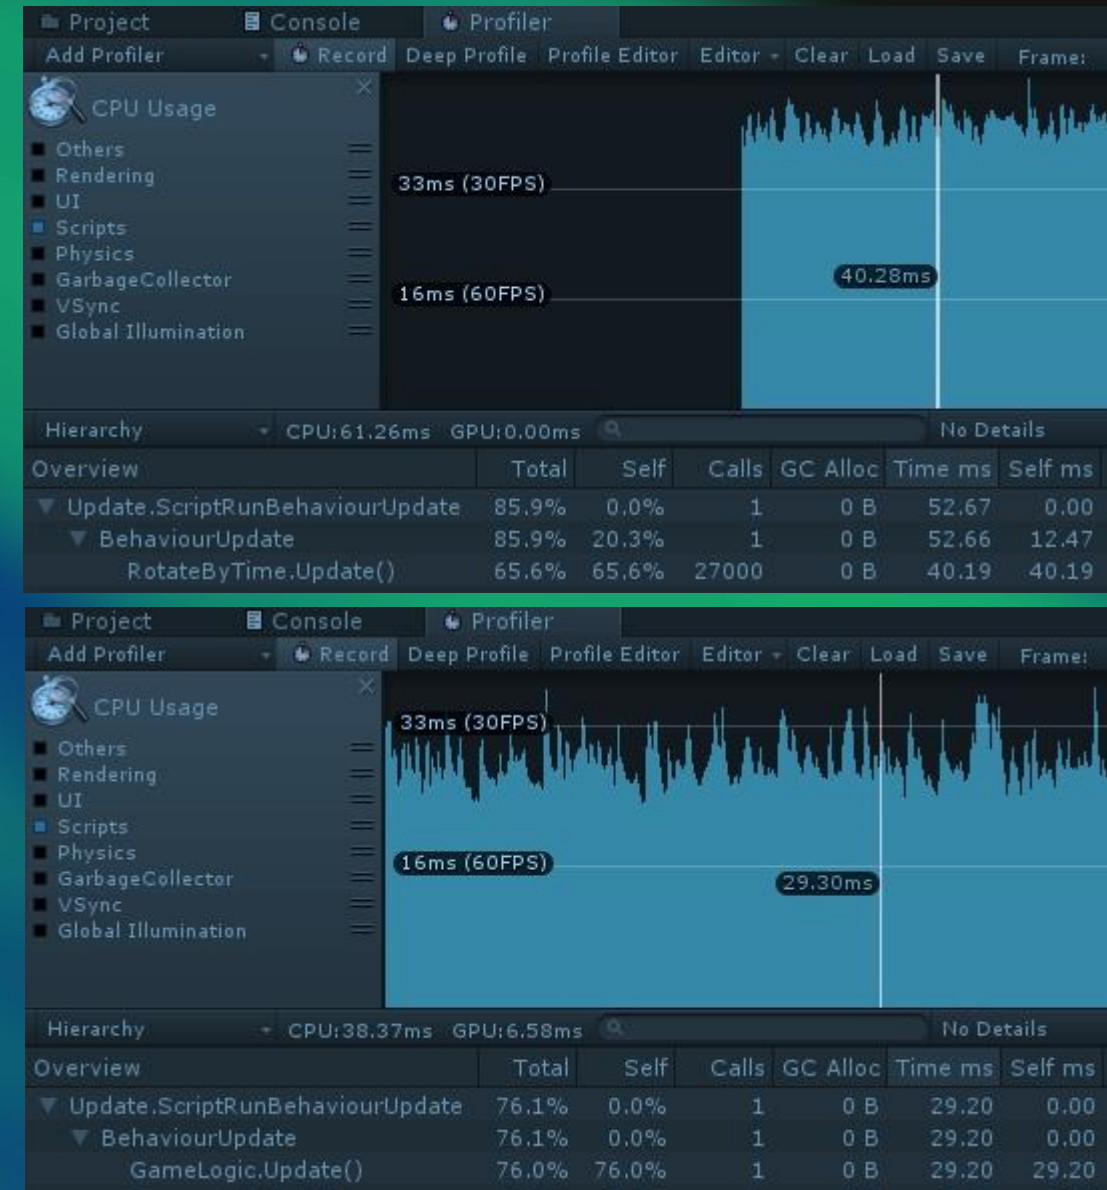 Project Console Profiler
Add Profiler Record Deep Profile Profile Editor Editor Clear Load Save Frame:
CPU Usage
Others
Rendering
UI
Scripts
Physics
GarbageCollector
VSync
Global Illumination
33ms (30FPS)
40.28ms
16ms (60FPS)
Hierarchy CPU:61.26ms GPU:0.00ms No Details
Overview Total Self Calls GC Alloc Time ms Self ms
Update.ScriptRunBehaviourUpdate 85.9% 0.0% 1 0 B 52.67 0.00
BehaviourUpdate 85.9% 20.3% 1 0 B 52.66 12.47
RotateByTime.Update() 65.6% 65.6% 27000 0 B 40.19 40.19
Project Console Profiler
Add Profiler Record Deep Profile Profile Editor Editor Clear Load Save Frame:
CPU Usage
Others
Rendering
UI
Scripts
Physics
GarbageCollector
VSync
Global Illumination
33ms (30FPS)
16ms (60FPS)
29.30ms
Hierarchy CPU:38.37ms GPU:6.58ms No Details
Overview Total Self Calls GC Alloc Time ms Self ms
Update.ScriptRunBehaviourUpdate 76.1% 0.0% 1 0 B 29.20 0.00
BehaviourUpdate 76.1% 0.0% 1 0 B 29.20 0.00
GameLogic.Update() 76.0% 76.0% 1 0 B 29.20 29.20